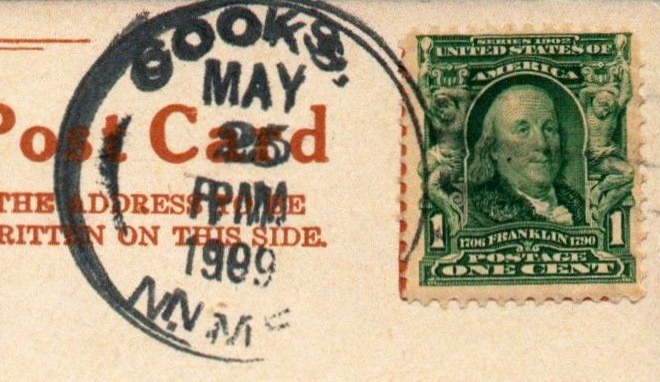 COOKS,
MAY
25
PM
1909
N. M.
Post Card
THE ADDRESS TO BE
WRITTEN ON THIS SIDE.
SERIES 1902
UNITED STATES OF
AMERICA
1 1706 FRANKLIN 1790 1
POSTAGE
ONE CENT